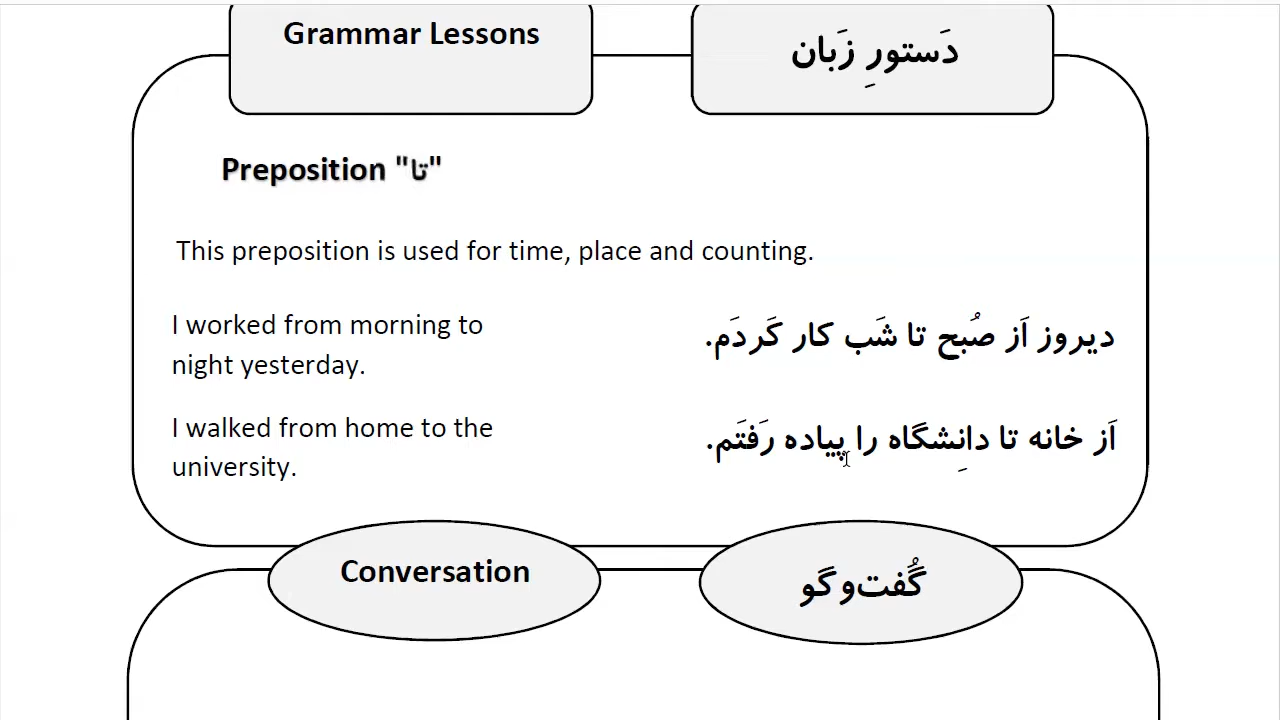 Grammar Lessons
دَستورِ زَبان
Preposition "تا"
This preposition is used for time, place and counting.
I worked from morning to
night yesterday.
دیروز اَز صُبح تا شَب کار کَردَم.
I walked from home to the
university.
اَز خانه تا دانِشگاه را پیاده رَفتَم.
Conversation
گُفت‌و‌گو